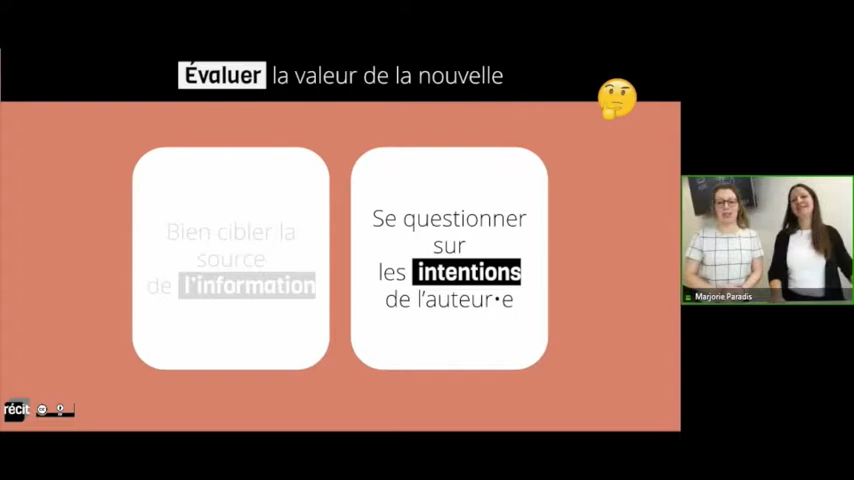 Évaluer la valeur de la nouvelle
Bien cibler la
source
de l'information
Se questionner
sur
les intentions
de l'auteur•e
Marjorie Paradis
récit